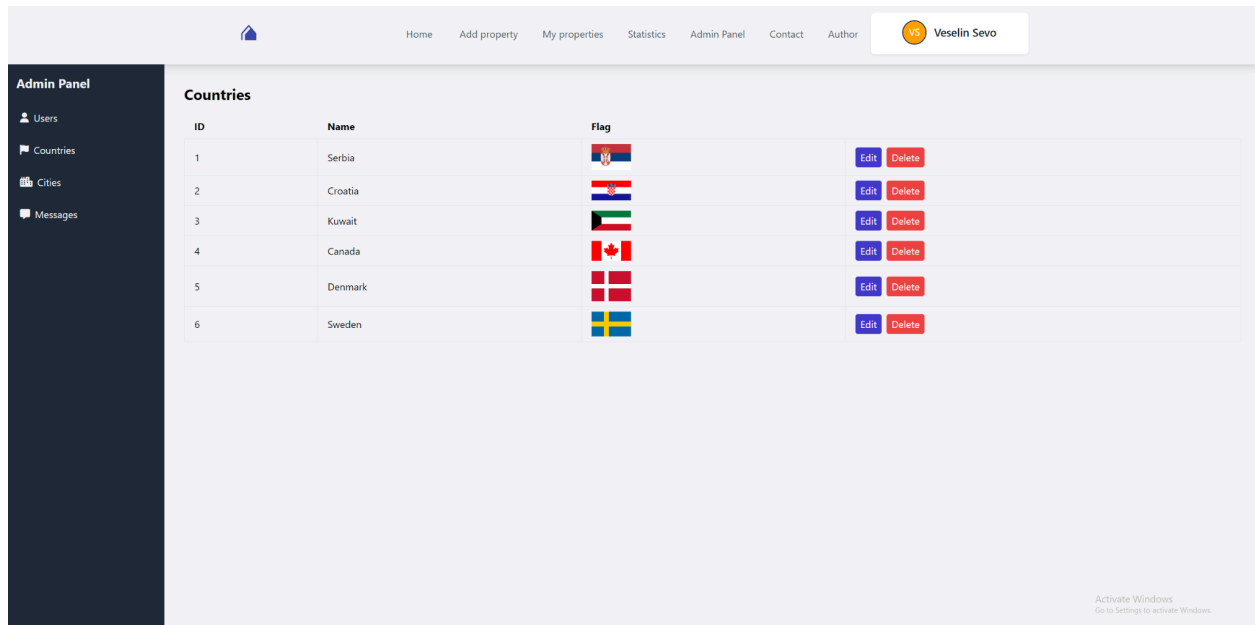 Home Add property My properties Statistics Admin Panel Contact Author VS Veselin Sevo
Admin Panel
Users
Countries
Cities
Messages
Countries
ID Name Flag
1 Serbia Edit Delete
2 Croatia Edit Delete
3 Kuwait Edit Delete
4 Canada Edit Delete
5 Denmark Edit Delete
6 Sweden Edit Delete
Activate Windows
Go to Settings to activate Windows.